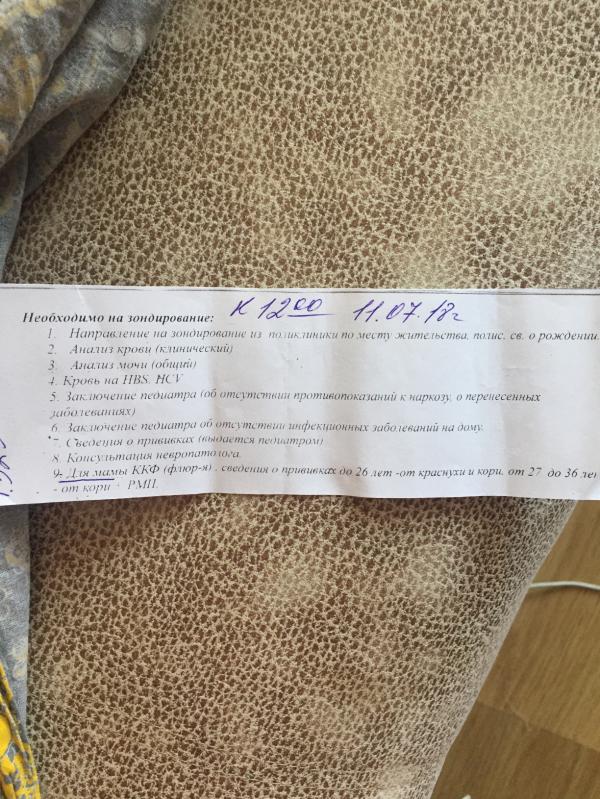 Необходимо на зондирование: к 12 00 11.07.18г
1. Направление на зондирование из поликлиники по месту жительства, полис, св. о рождении.
2. Анализ крови (клинический)
3. Анализ мочи (общий)
4. Кровь на HBS, HCV
5. Заключение педиатра (об отсутствии противопоказаний к наркозу, о перенесенных
заболеваниях)
6. Заключение педиатра об отсутствии инфекционных заболеваний на дому.
7. Сведения о прививках (выдается педиатром)
8. Консультация невропатолога.
9. Для мамы ККФ (флюр-я) , сведения о прививках до 26 лет -от краснухи и кори, от 27 до 36 лет
- от кори РМП.